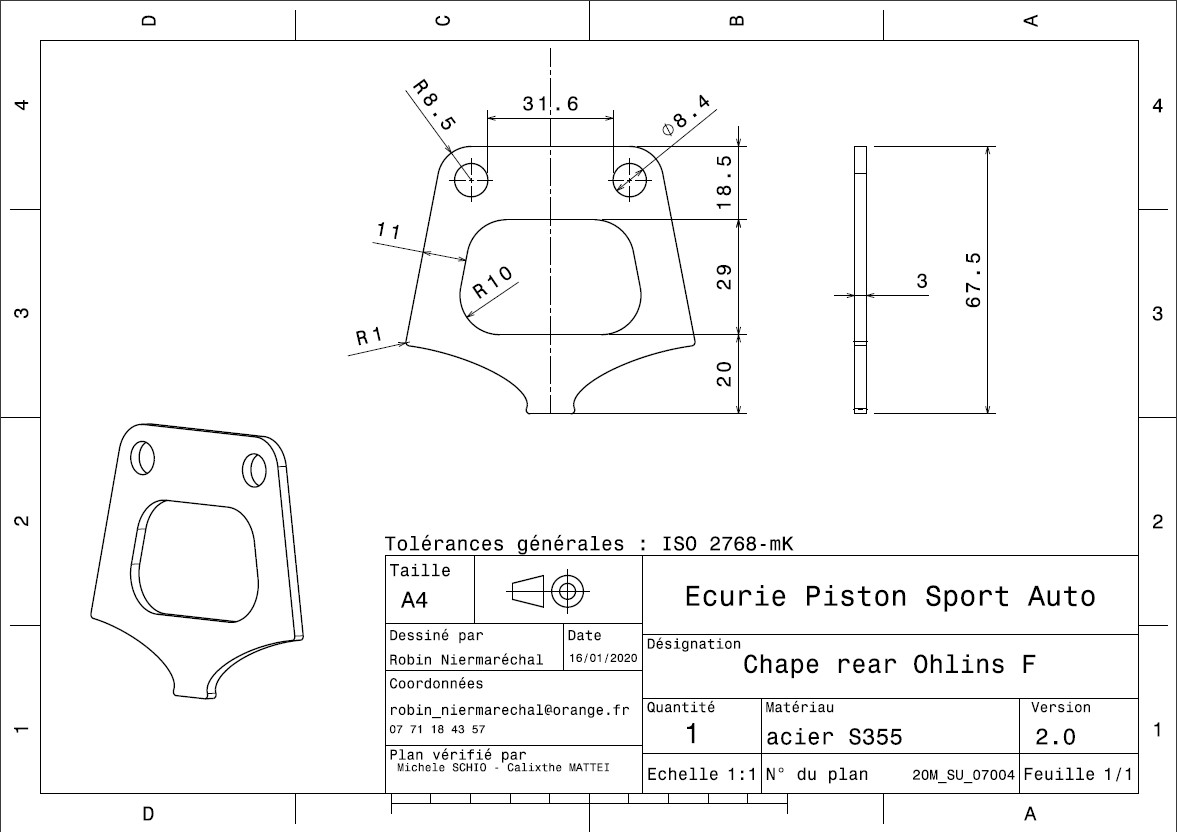 D C B A
4 4
R8.5
31.6
Ø8.4
18.5
11
R10
29
3
67.5
3 3
R1
20
2 2
Tolérances générales : ISO 2768-mK
Taille
A4
Ecurie Piston Sport Auto
Dessiné par
Date
Robin Niermaréchal
16/01/2020
Désignation
Chape rear Ohlins F
Coordonnées
robin_niermarechal@orange.fr
07 71 18 43 57
Quantité
1
Matériau
acier S355
Version
2.0
Plan vérifié par
Michele SCHIO - Calixthe MATTEI
Echelle 1:1
N° du plan
20M_SU_07004
Feuille 1/1
1 1
D A